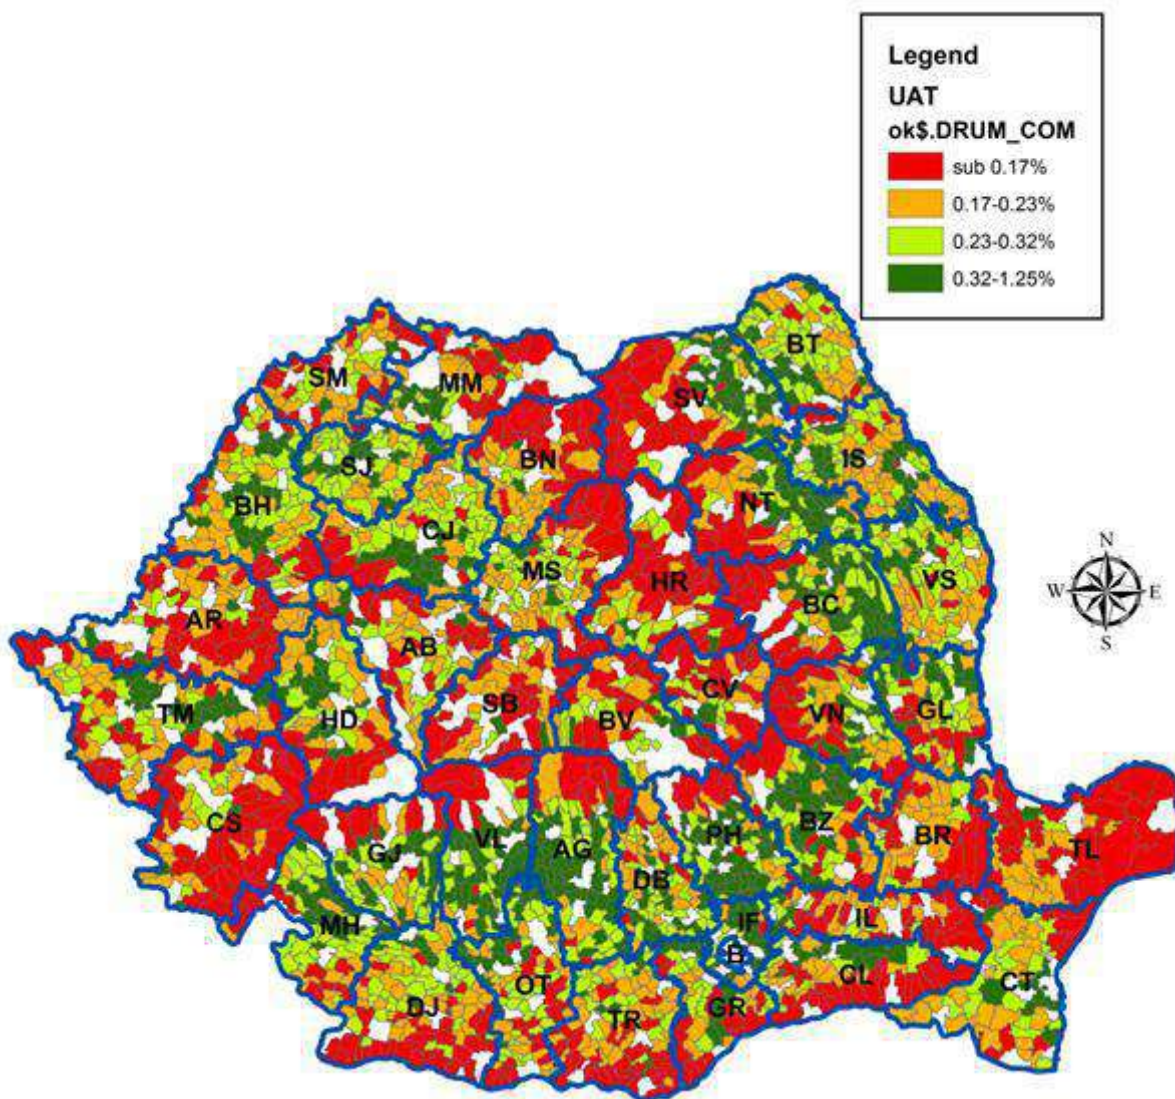 Legend
UAT
ok$.DRUM_COM
sub 0.17%
0.17-0.23%
0.23-0.32%
0.32-1.25%
BT
SM
MM
SV
SJ
BN
IS
BH
NT
CJ
MS
HR
BC
VS
N
W
E
S
AR
AB
TM
HD
SB
BV
CV
VN
GL
CS
GJ
VL
AG
DB
PH
BZ
BR
TL
MH
IF
IL
B
CL
CT
DJ
OT
TR
GR